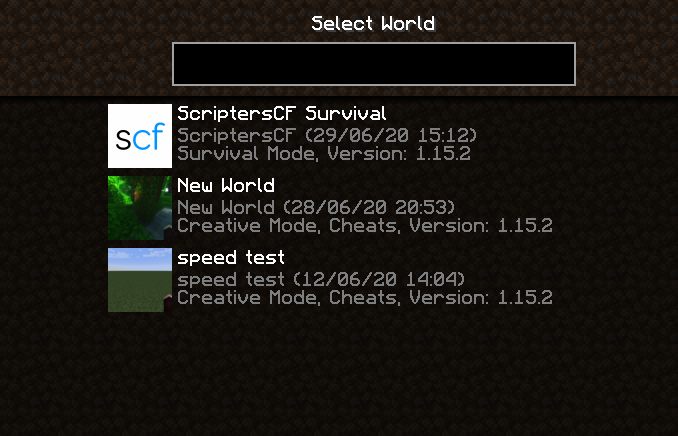 Select World
scf
ScriptersCF Survival
ScriptersCF (29/06/20 15:12)
Survival Mode, Version: 1.15.2
New World
New World (28/06/20 20:53)
Creative Mode, Cheats, Version: 1.15.2
speed test
speed test (12/06/20 14:04)
Creative Mode, Cheats, Version: 1.15.2